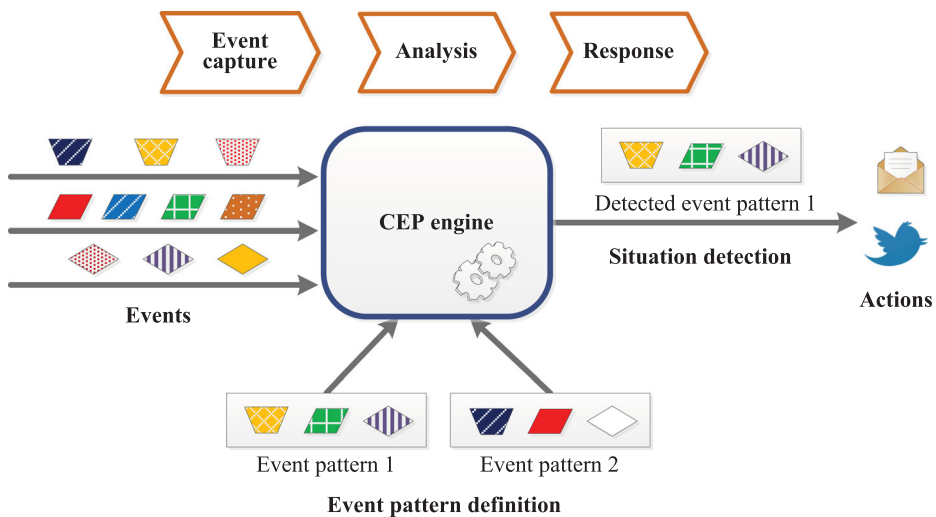 Event
capture
Analysis
Response
CEP engine
Detected event pattern 1
Situation detection
Actions
Events
Event pattern 1
Event pattern 2
Event pattern definition